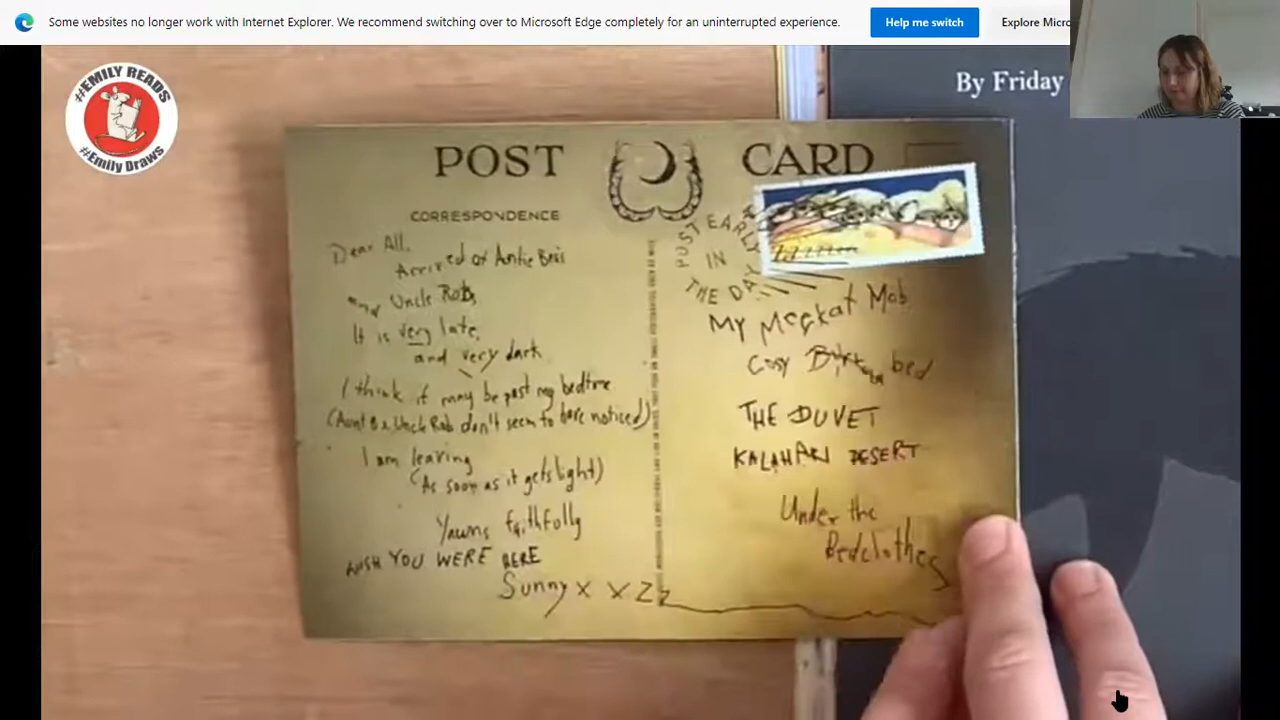 Some websites no longer work with Internet Explorer. We recommend switching over to Microsoft Edge completely for an uninterrupted experience.
Help me switch
Explore Micro
#EMILY READS
#Emily Draws
By Friday
POST CARD
CORRESPONDENCE
POST EARLY
IN
THE DAY
Dear All,
Arrived at Antie Bea's
and Uncle Rob,
It is very late,
and very dark
I think it may be past my bedtime
(Aunt B & Uncle Rob don't seem to have noticed)
I am leaving
(As soon as it gets light)
Yawns faithfully
WISH YOU WERE HERE
Sunny x x Zz
My Meerkat Mob
Cosy bed
THE DUVET
KALAHARI DESERT
Under the
Bedclothes